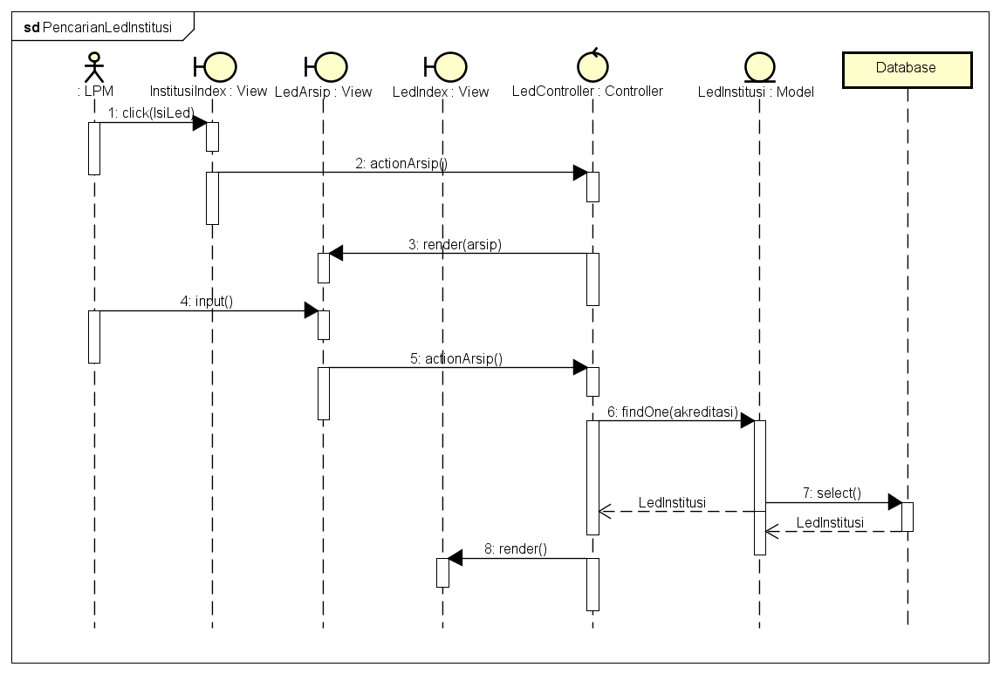 sd PencarianLedInstitusi
: LPM
InstitusiIndex : View
LedArsip : View
LedIndex : View
LedController : Controller
LedInstitusi : Model
Database
1: click(IsiLed)
2: actionArsip()
3: render(arsip)
4: input()
5: actionArsip()
6: findOne(akreditasi)
7: select()
LedInstitusi
LedInstitusi
8: render()